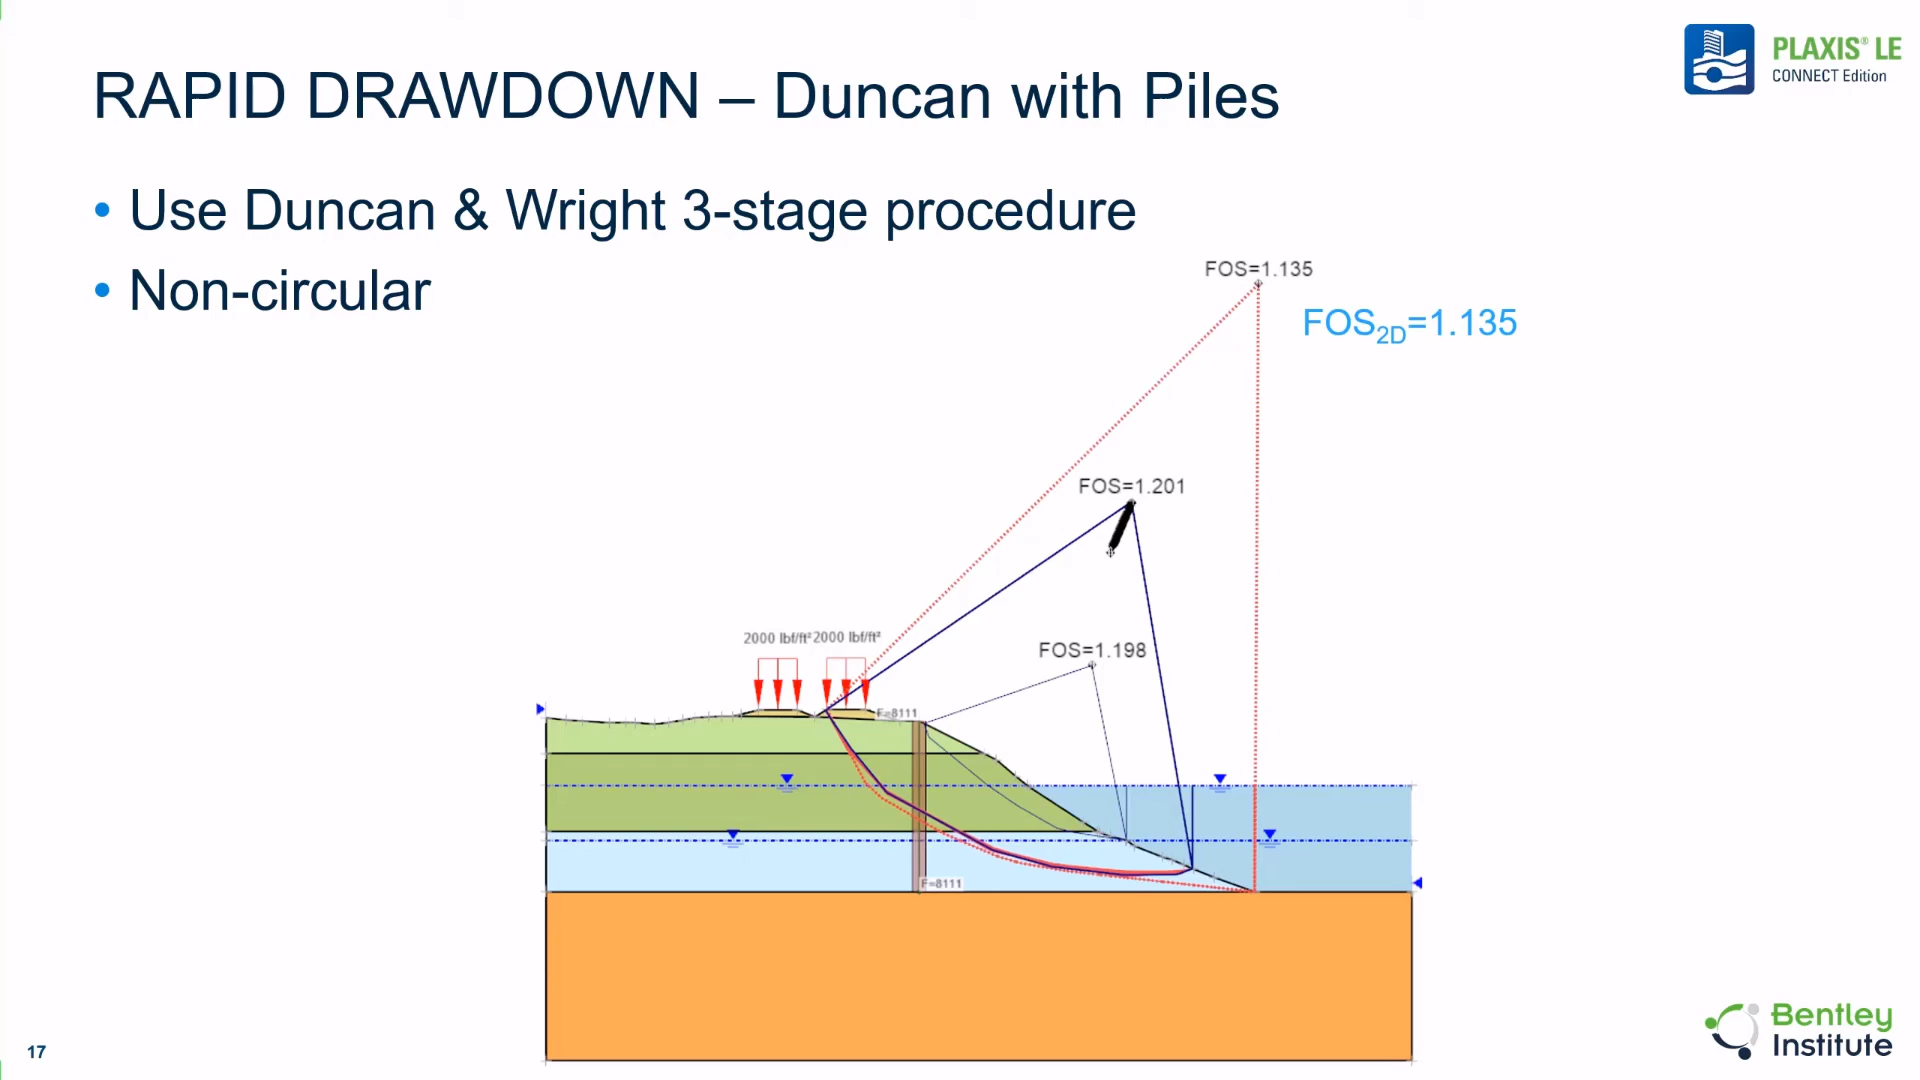 PLAXIS® LE
CONNECT Edition
RAPID DRAWDOWN – Duncan with Piles
• Use Duncan & Wright 3-stage procedure
• Non-circular
FOS=1.135
FOS2D=1.135
FOS=1.201
2000 lbf/ft² 2000 lbf/ft²
FOS=1.198
F=8111
F=8111
17
Bentley
Institute